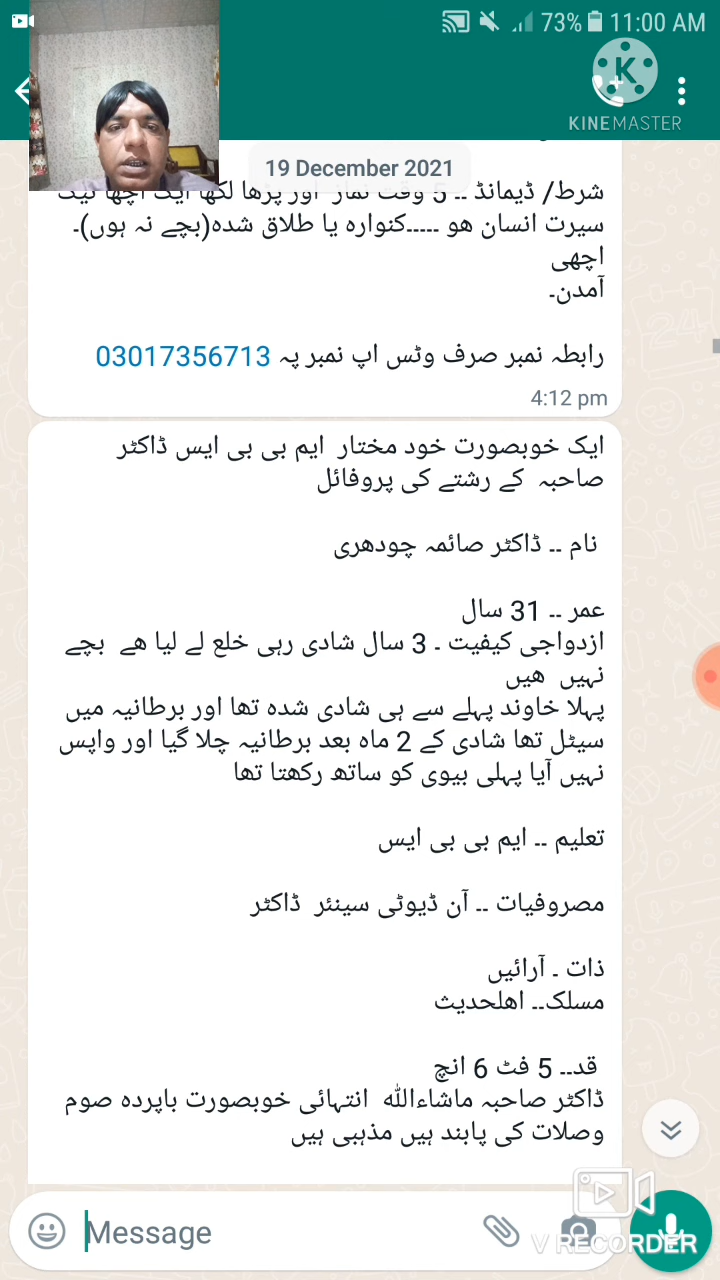 73% 11:00 AM
KINEMASTER
19 December 2021
شرط/ ڈیمانڈ -- 5 وقت نماز اور پڑھا لکھا ایک اچھا نیک
سیرت انسان ھو -----کنوارہ یا طلاق شدہ(بچے نہ ہوں)۔
اچھی
آمدن۔
رابطہ نمبر صرف وٹس اپ نمبر پہ 03017356713
4:12 pm
ایک خوبصورت خود مختار ایم بی بی ایس ڈاکٹر
صاحبہ کے رشتے کی پروفائل
نام -- ڈاکٹر صائمہ چودھری
عمر -- 31 سال
ازدواجی کیفیت ۔ 3 سال شادی رہی خلع لے لیا ھے بچے
نہیں ھیں
پہلا خاوند پہلے سے ہی شادی شدہ تھا اور برطانیہ میں
سیٹل تھا شادی کے 2 ماہ بعد برطانیہ چلا گیا اور واپس
نہیں آیا پہلی بیوی کو ساتھ رکھتا تھا
تعلیم -- ایم بی بی ایس
مصروفیات -- آن ڈیوٹی سینئر ڈاکٹر
ذات ۔ آرائیں
مسلک-- اھلحدیث
قد-- 5 فٹ 6 انچ
ڈاکٹر صاحبہ ماشاءاللہ انتہائی خوبصورت باپردہ صوم
وصلات کی پابند ہیں مذہبی ہیں
Message
V RECORDER